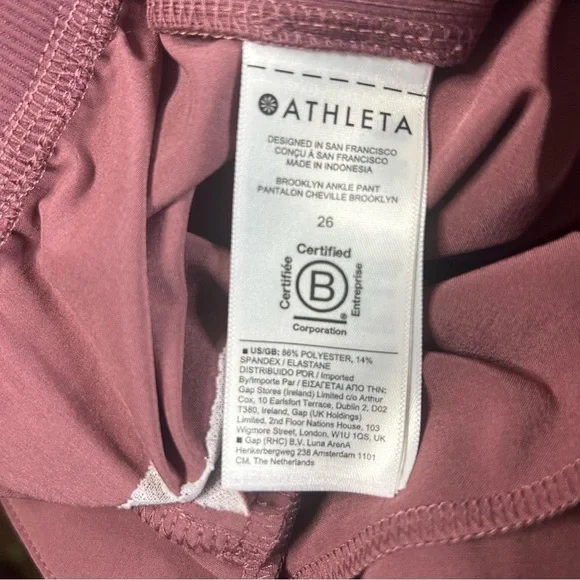 ATHLETA
DESIGNED IN SAN FRANCISCO
CONÇU À SAN FRANCISCO
MADE IN INDONESIA
BROOKLYN ANKLE PANT
PANTALON CHEVILLE BROOKLYN
26
Certified
Certifiée
B
Entreprise
®
Corporation
■ US/GB: 86% POLYESTER, 14%
SPANDEX / ELASTANE
DISTRIBUIDO POR / Imported
By/Importe Par / ΕΙΣΑΓΕΤΑΙ ΑΠΟ ΤΗΝ:
Gap Stores (Ireland) Limited c/o Arthur
Cox, 10 Earlsfort Terrace, Dublin 2, D02
T380, Ireland, Gap (UK Holdings)
Limited, 2nd Floor Nations House, 103
Wigmore Street, London, W1U 1QS, UK
■ Gap (RHC) B.V. Luna ArenA
Herikerbergweg 238 Amsterdam 1101
CM, The Netherlands